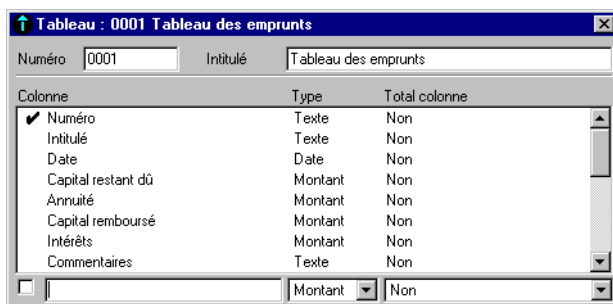 Tableau : 0001 Tableau des emprunts
Numéro 0001 Intitulé Tableau des emprunts
Colonne Type Total colonne
Numéro Texte Non
Intitulé Texte Non
Date Date Non
Capital restant dû Montant Non
Annuité Montant Non
Capital remboursé Montant Non
Intérêts Montant Non
Commentaires Texte Non
Montant Non